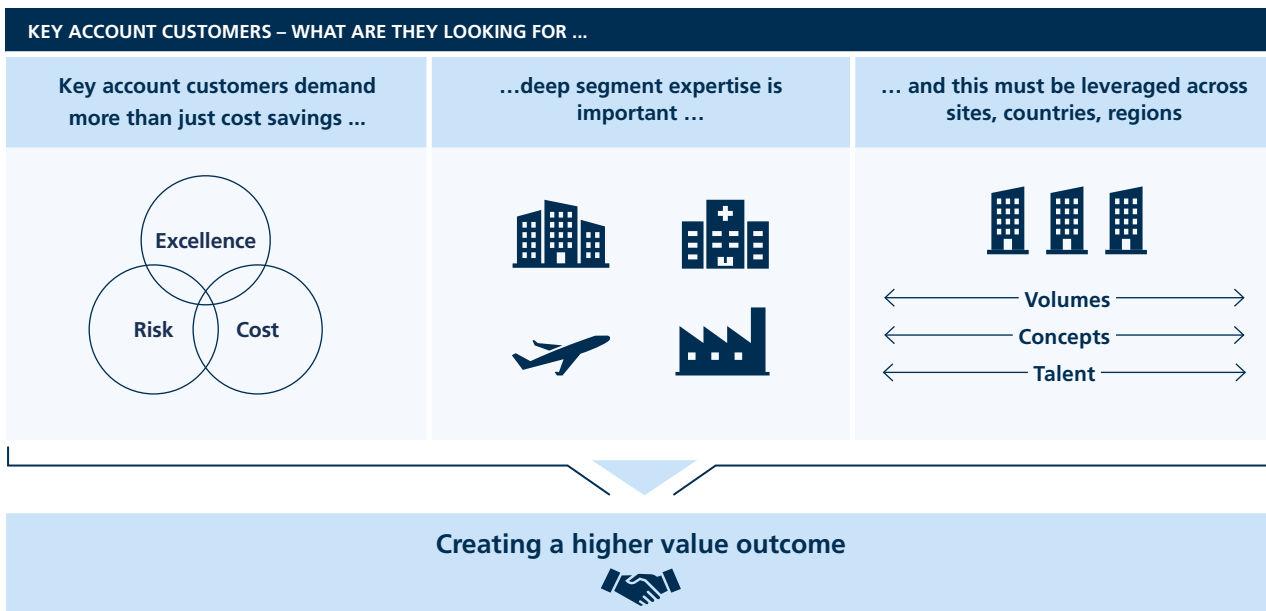 KEY ACCOUNT CUSTOMERS – WHAT ARE THEY LOOKING FOR ...
Key account customers demand
more than just cost savings ...
…deep segment expertise is
important …
… and this must be leveraged across
sites, countries, regions
Excellence
Risk
Cost
Volumes
Concepts
Talent
Creating a higher value outcome